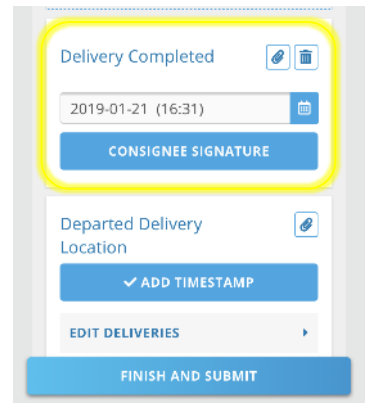 Delivery Completed
2019-01-21 (16:31)
CONSIGNEE SIGNATURE
Departed Delivery
Location
✓ ADD TIMESTAMP
EDIT DELIVERIES
FINISH AND SUBMIT